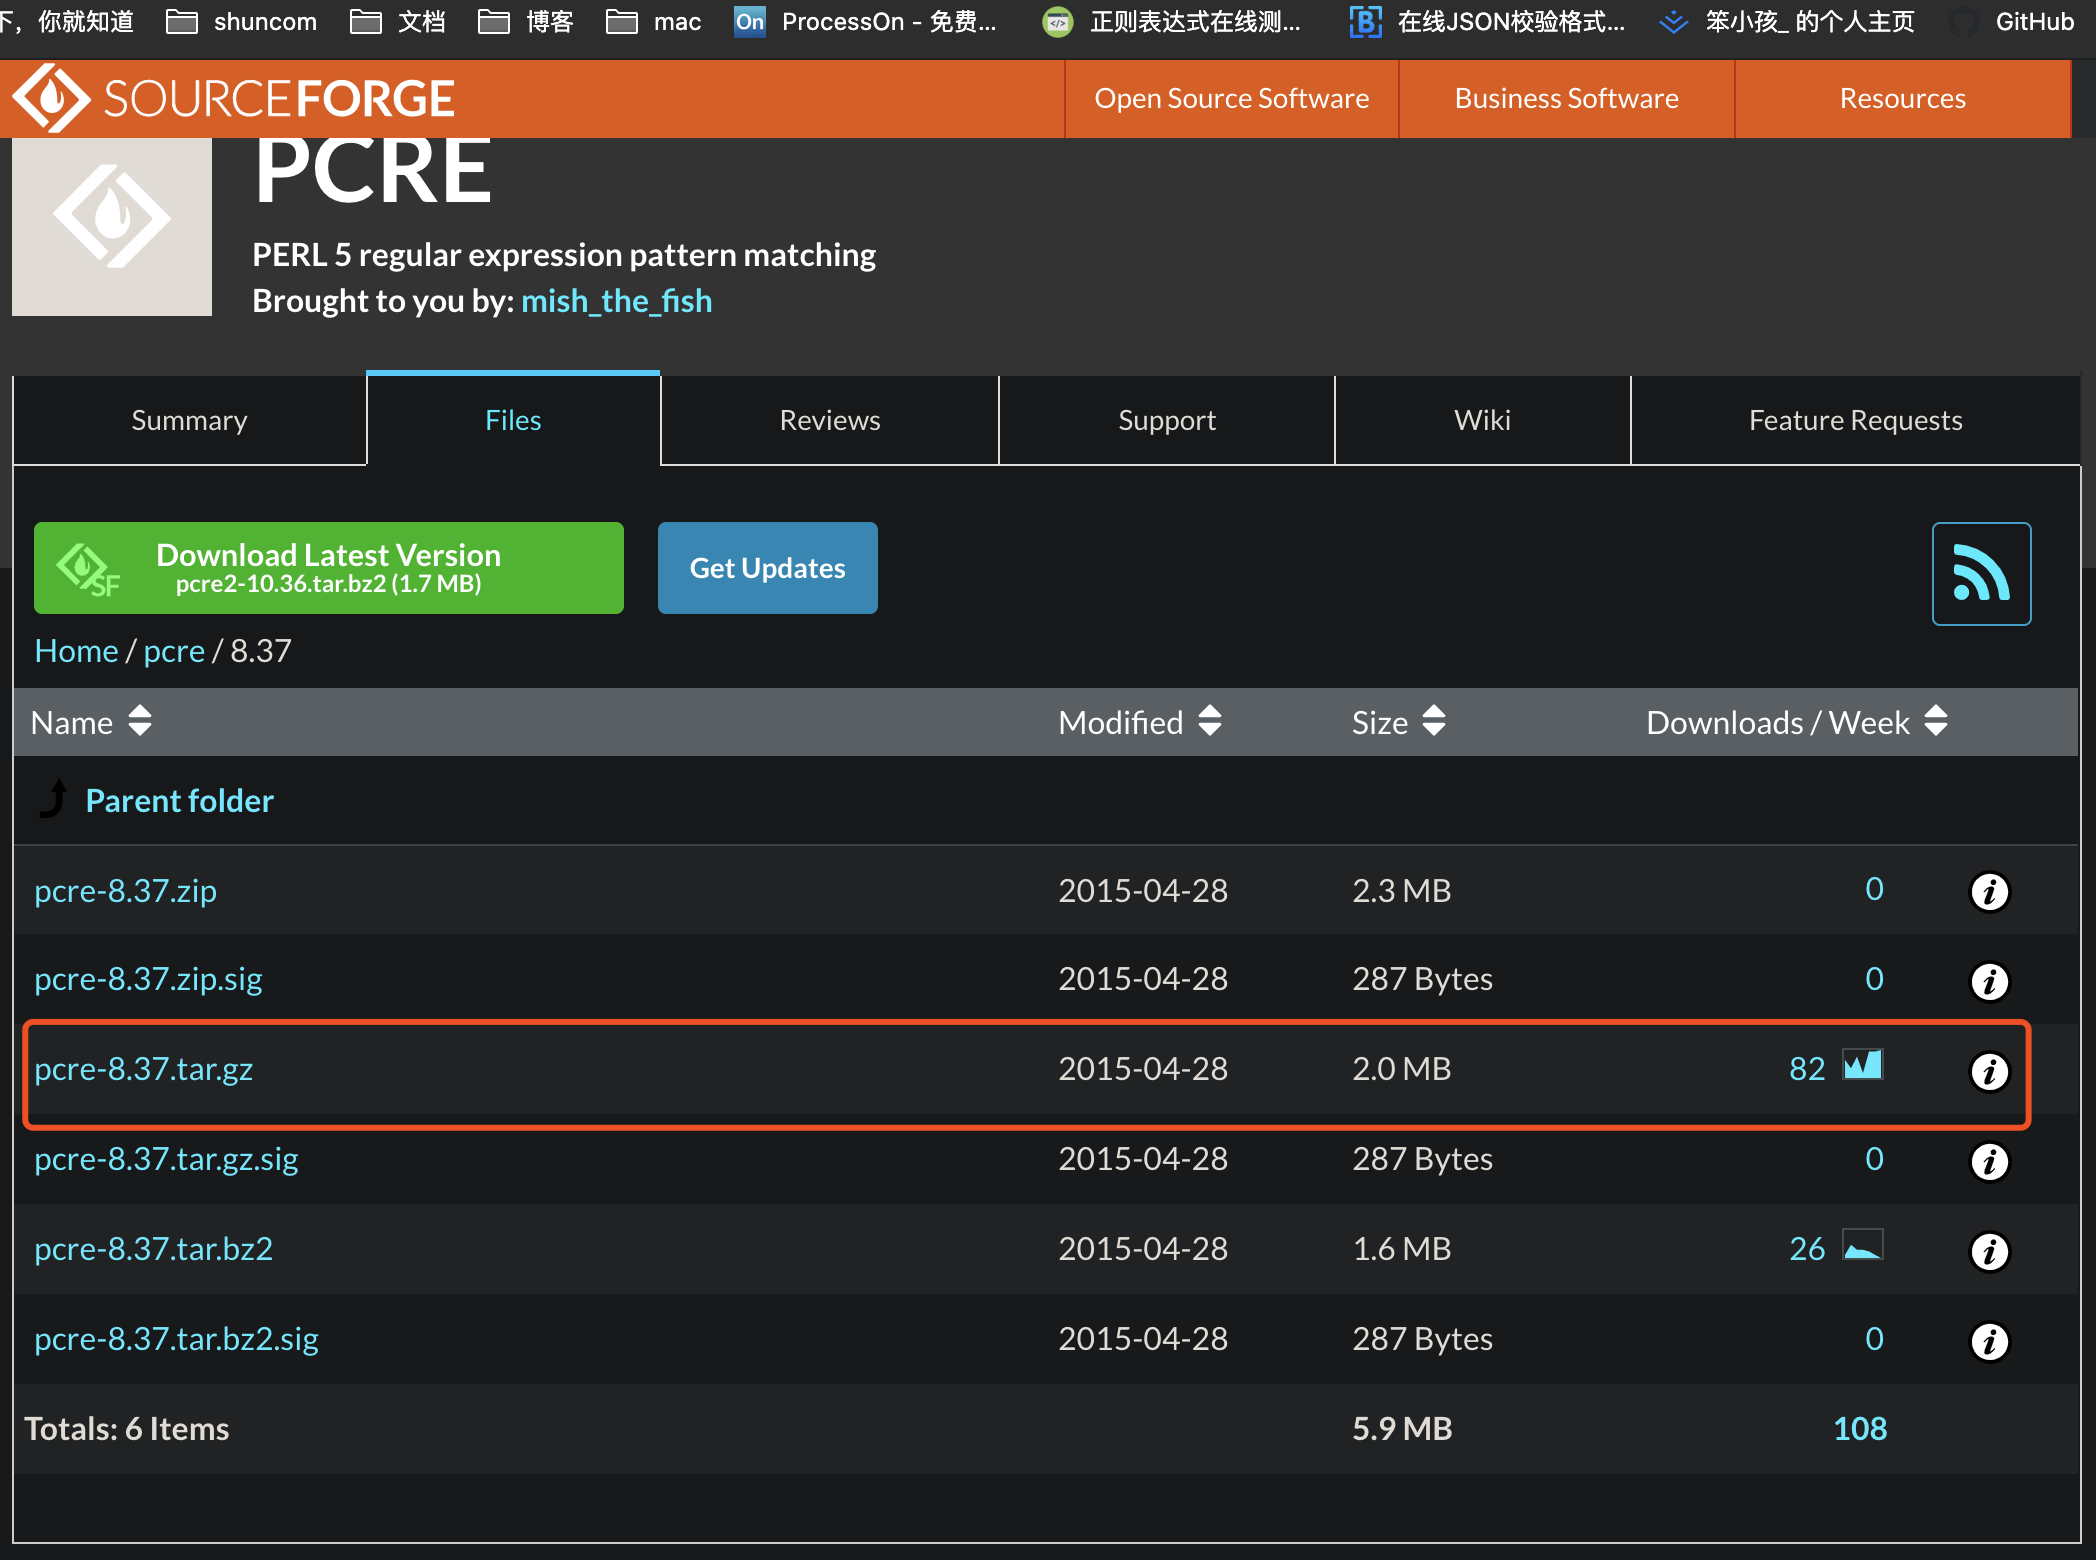 下，你就知道 shuncom 文档 博客 mac On ProcessOn - 免费... 正则表达式在线测... 在线JSON校验格式... 笨小孩_ 的个人主页 GitHub
SOURCEFORGE Open Source Software Business Software Resources
PCRE
PERL 5 regular expression pattern matching
Brought to you by: mish_the_fish
Summary Files Reviews Support Wiki Feature Requests
SF Download Latest Version
pcre2-10.36.tar.bz2 (1.7 MB)
Get Updates
Home / pcre / 8.37
Name Modified Size Downloads / Week
Parent folder
pcre-8.37.zip 2015-04-28 2.3 MB 0
pcre-8.37.zip.sig 2015-04-28 287 Bytes 0
pcre-8.37.tar.gz 2015-04-28 2.0 MB 82
pcre-8.37.tar.gz.sig 2015-04-28 287 Bytes 0
pcre-8.37.tar.bz2 2015-04-28 1.6 MB 26
pcre-8.37.tar.bz2.sig 2015-04-28 287 Bytes 0
Totals: 6 Items 5.9 MB 108